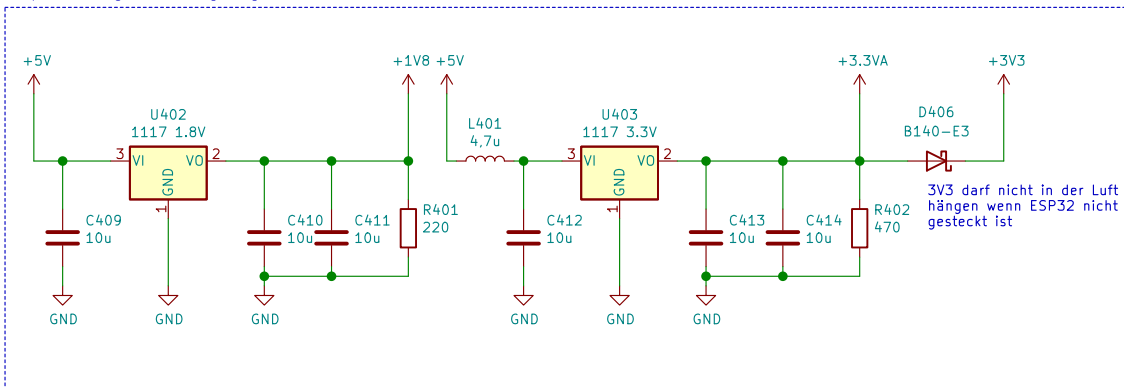 +5V
+1V8
+5V
+3.3VA
+3V3
U402
1117 1.8V
3
VI
VO
2
GND
1
L401
4,7u
U403
1117 3.3V
3
VI
VO
2
GND
1
D406
B140-E3
3V3 darf nicht in der Luft
hängen wenn ESP32 nicht
gesteckt ist
C409
10u
C410
10u
C411
10u
R401
220
C412
10u
C413
10u
C414
10u
R402
470
GND
GND
GND
GND
GND
GND